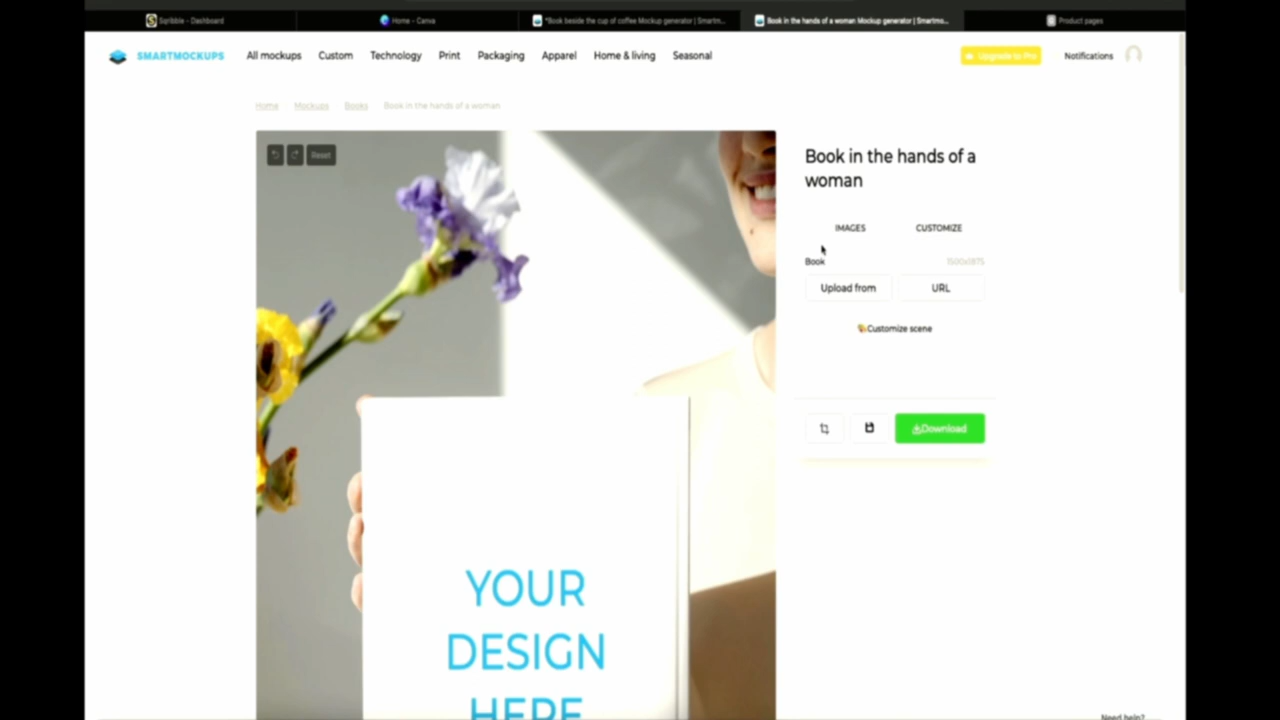 Sqribble - Dashboard
Home - Canva
*Book beside the cup of coffee Mockup generator | Smartm...
Book in the hands of a woman Mockup generator | Smartmo...
Product pages
SMARTMOCKUPS
All mockups
Custom
Technology
Print
Packaging
Apparel
Home & living
Seasonal
Upgrade to Pro
Notifications
Home
Mockups
Books
Book in the hands of a woman
Reset
Book in the hands of a
woman
IMAGES
CUSTOMIZE
Book
1500x1875
Upload from
URL
Customize scene
Download
YOUR
DESIGN
HERE
Need help?